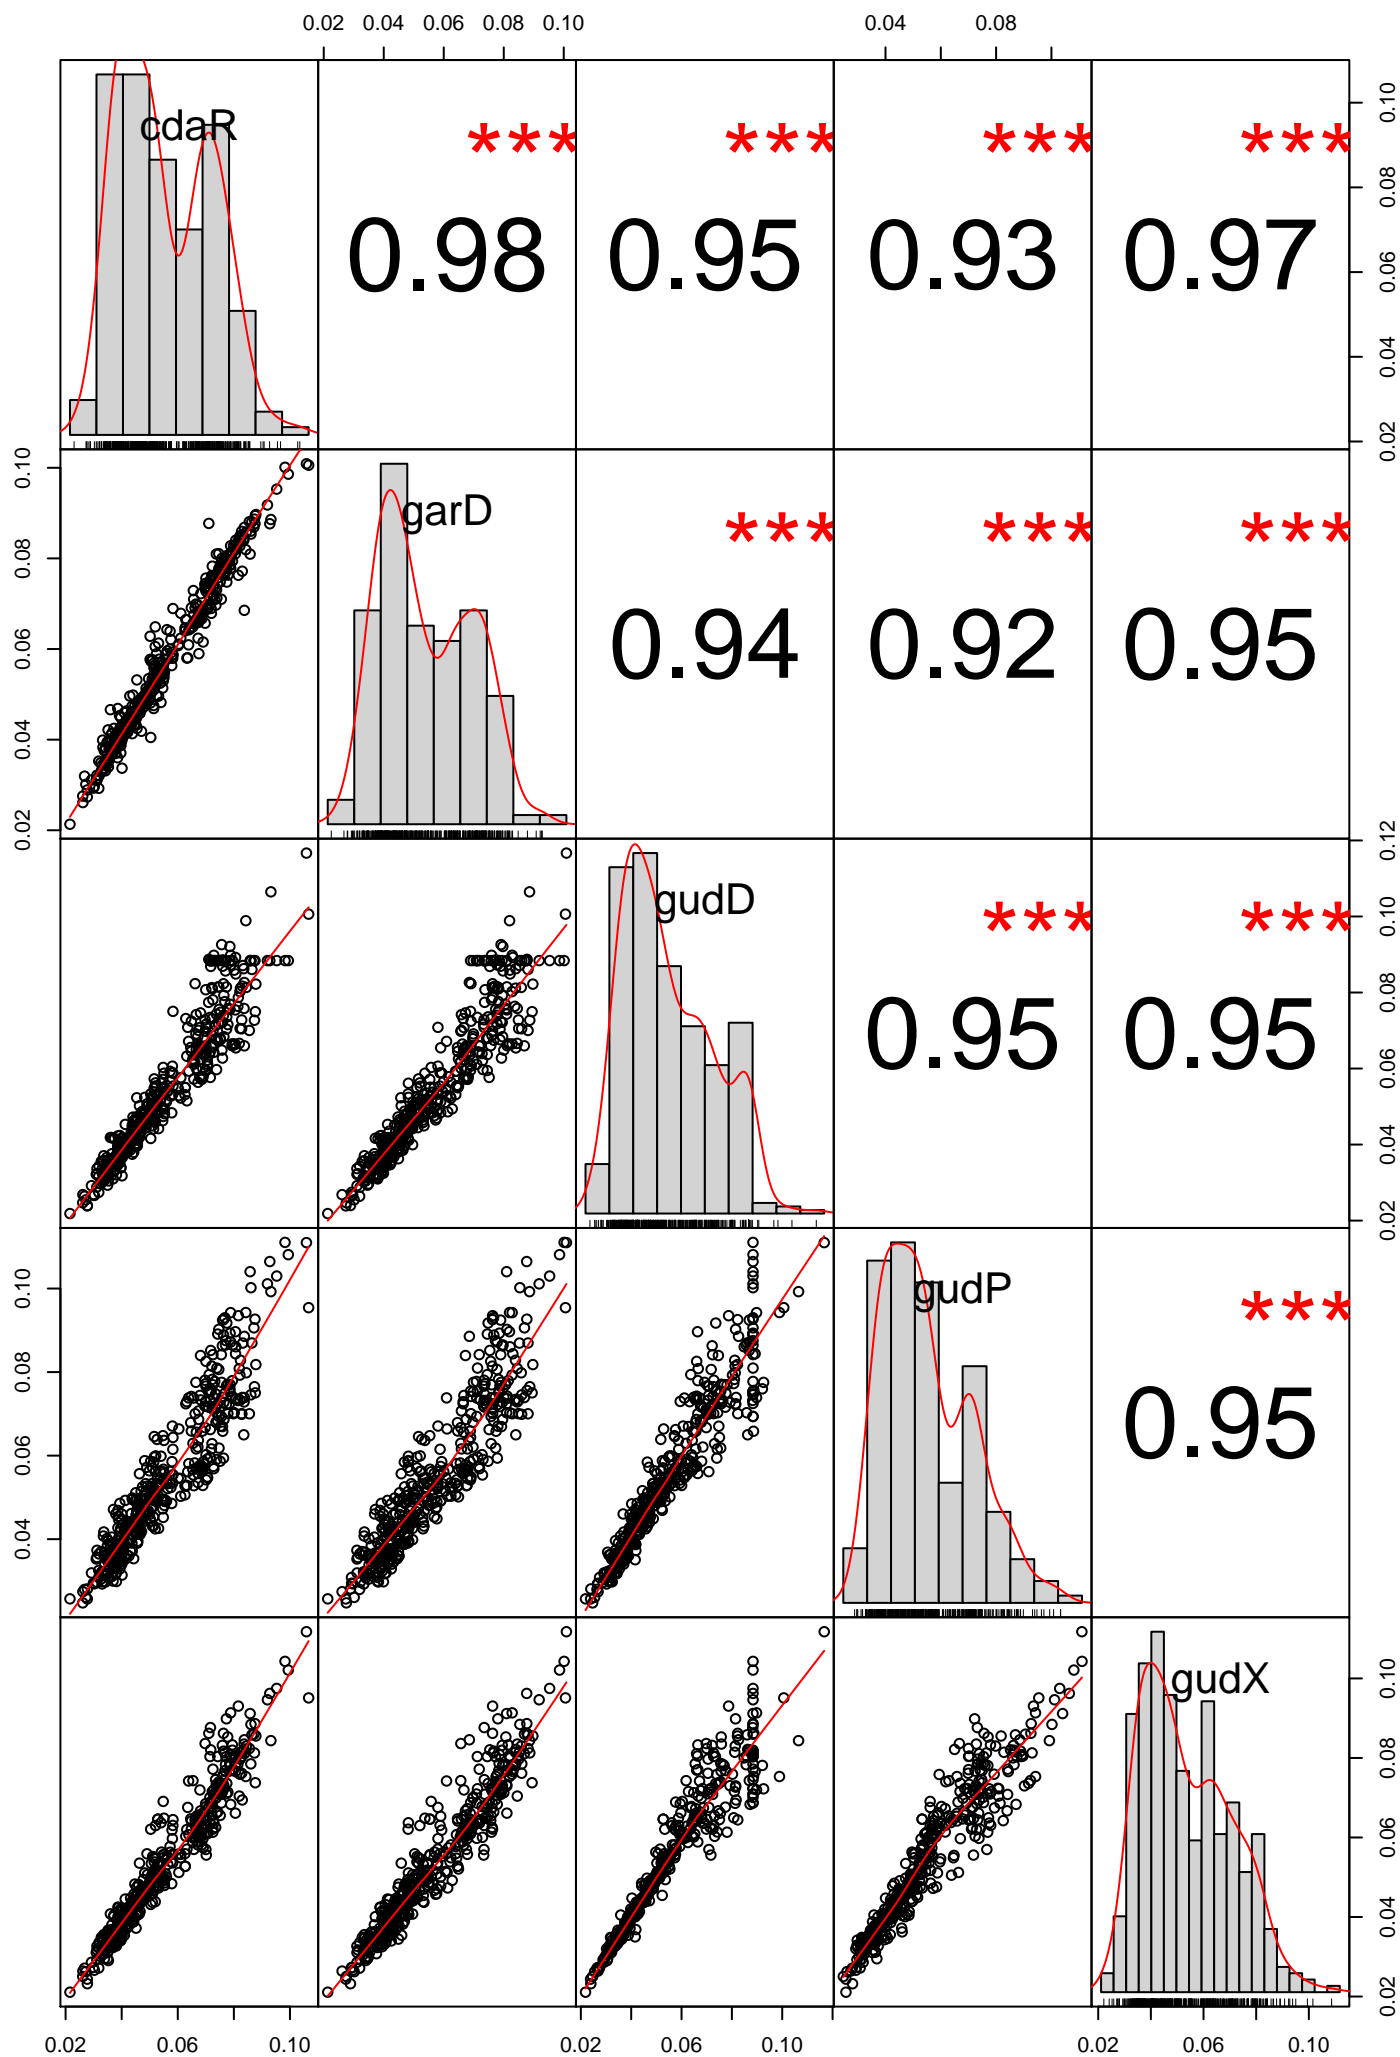 0.02 0.04 0.06 0.08 0.10 0.04 0.08
cdaR *** *** *** ***
0.98 0.95 0.93 0.97
0.02 0.04 0.06 0.08 0.10
0.02 0.04 0.06 0.08 0.10
garD *** *** ***
0.94 0.92 0.95
gudD *** ***
0.95 0.95
0.02 0.04 0.06 0.08 0.10 0.12
0.04 0.06 0.08 0.10
gudP ***
0.95
gudX
0.02 0.04 0.06 0.08 0.10
0.02 0.06 0.10 0.02 0.06 0.10 0.02 0.06 0.10